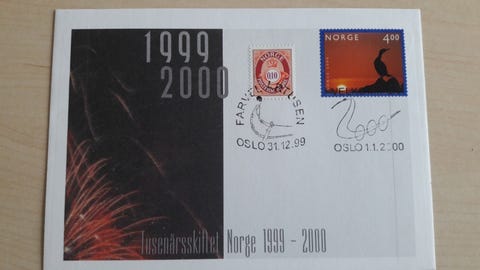 1999
2000
NORGE
010
NORGE 4.00
FARVEL
USEN
OSLO 31.12.99
2000
OSLO 1.1.2000
Tusenårsskiftet Norge 1999 - 2000